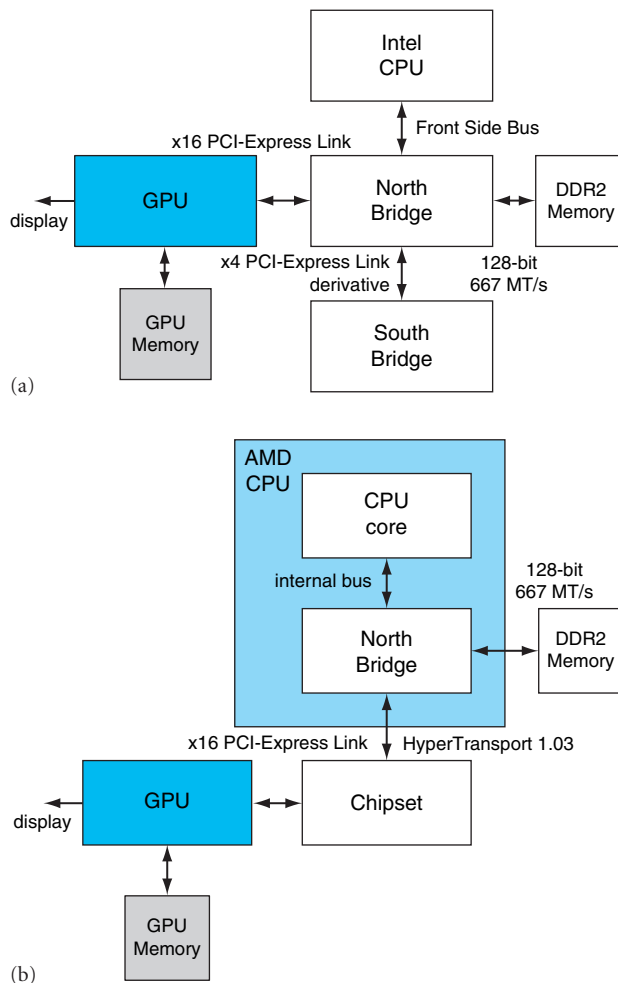 Intel
CPU
Front Side Bus
x16 PCI-Express Link
GPU
North
Bridge
DDR2
Memory
display
x4 PCI-Express Link
derivative
128-bit
667 MT/s
GPU
Memory
South
Bridge
(a)
AMD
CPU
CPU
core
internal bus
128-bit
667 MT/s
North
Bridge
DDR2
Memory
x16 PCI-Express Link
HyperTransport 1.03
GPU
Chipset
display
GPU
Memory
(b)